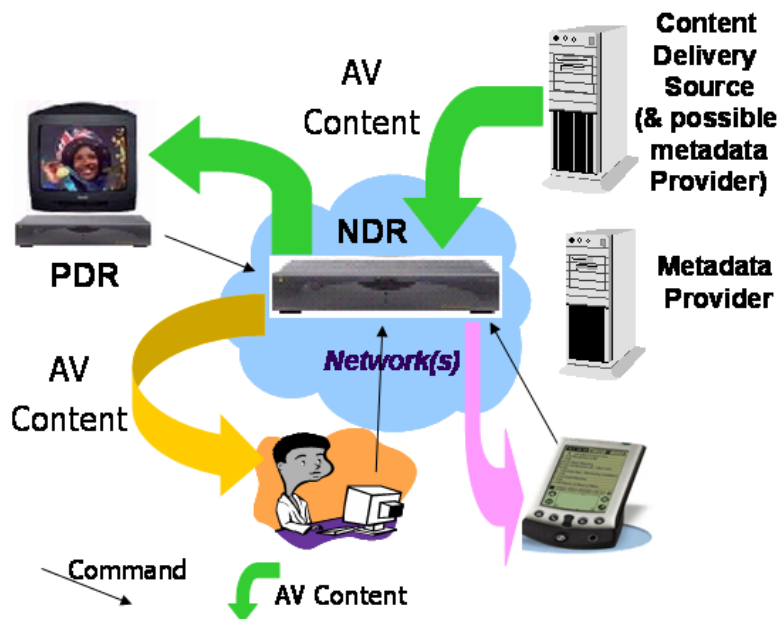 Content
Delivery
Source
(& possible
metadata
Provider)
AV
Content
NDR
PDR
Metadata
Provider
Network(s)
AV
Content
Command
AV Content